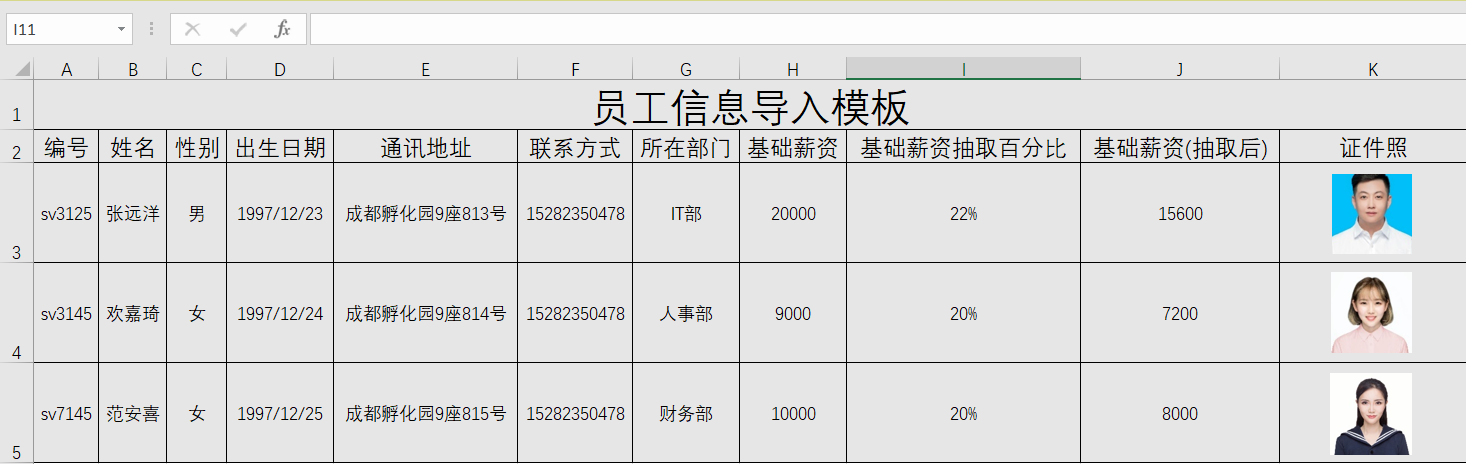 I11 fx
A B C D E F G H I J K
1 员工信息导入模板
2 编号 姓名 性别 出生日期 通讯地址 联系方式 所在部门 基础薪资 基础薪资抽取百分比 基础薪资(抽取后) 证件照
3 sv3125 张远洋 男 1997/12/23 成都孵化园9座813号 15282350478 IT部 20000 22% 15600
4 sv3145 欢嘉琦 女 1997/12/24 成都孵化园9座814号 15282350478 人事部 9000 20% 7200
5 sv7145 范安喜 女 1997/12/25 成都孵化园9座815号 15282350478 财务部 10000 20% 8000